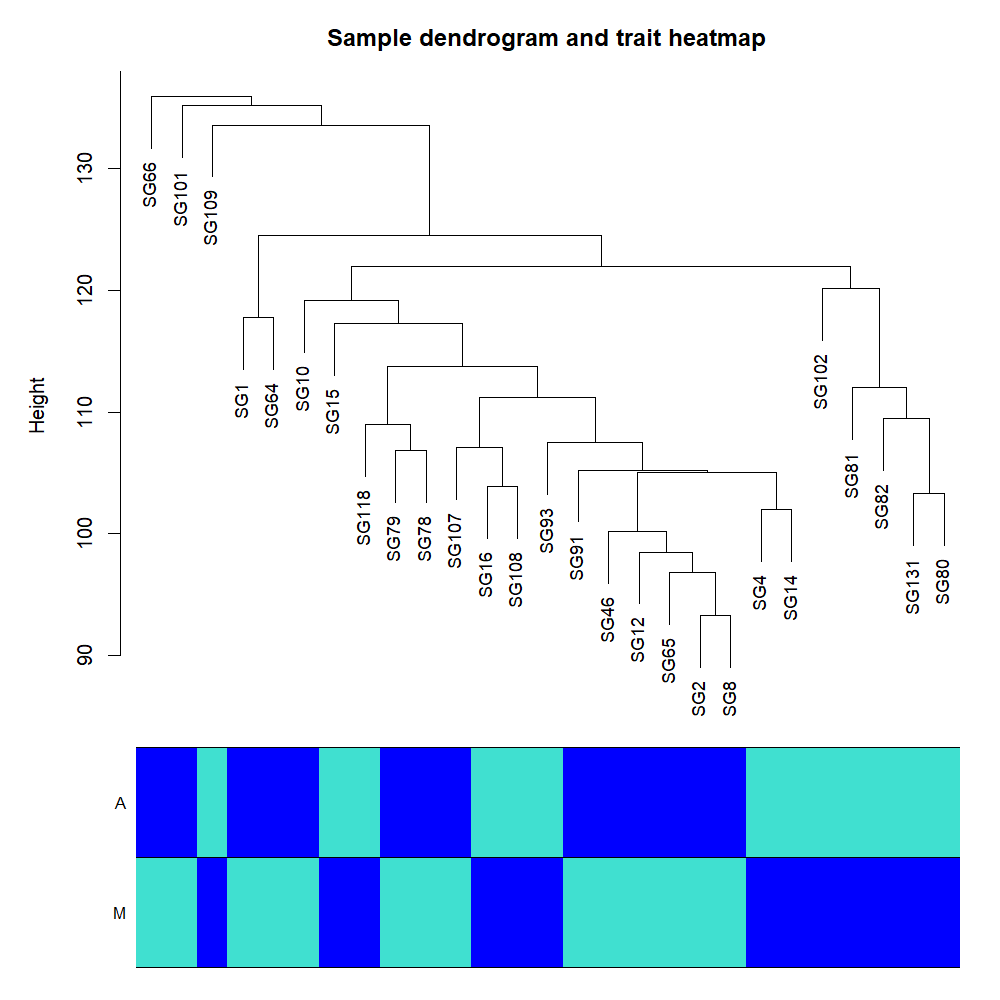 Sample dendrogram and trait heatmap
Height
130
120
110
100
90
SG66
SG101
SG109
SG1
SG64
SG10
SG15
SG118
SG79
SG78
SG107
SG16
SG108
SG93
SG91
SG46
SG12
SG65
SG2
SG8
SG4
SG14
SG102
SG81
SG82
SG131
SG80
A
M